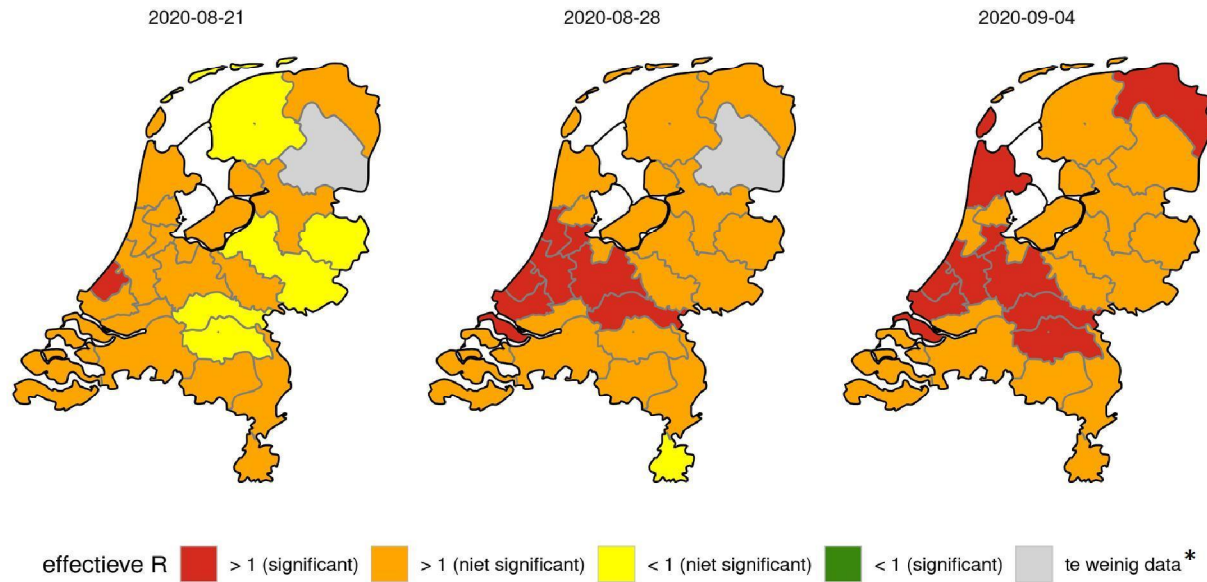 2020-08-21 2020-08-28 2020-09-04
effectieve R > 1 (significant) > 1 (niet significant) < 1 (niet significant) < 1 (significant) te weinig data*